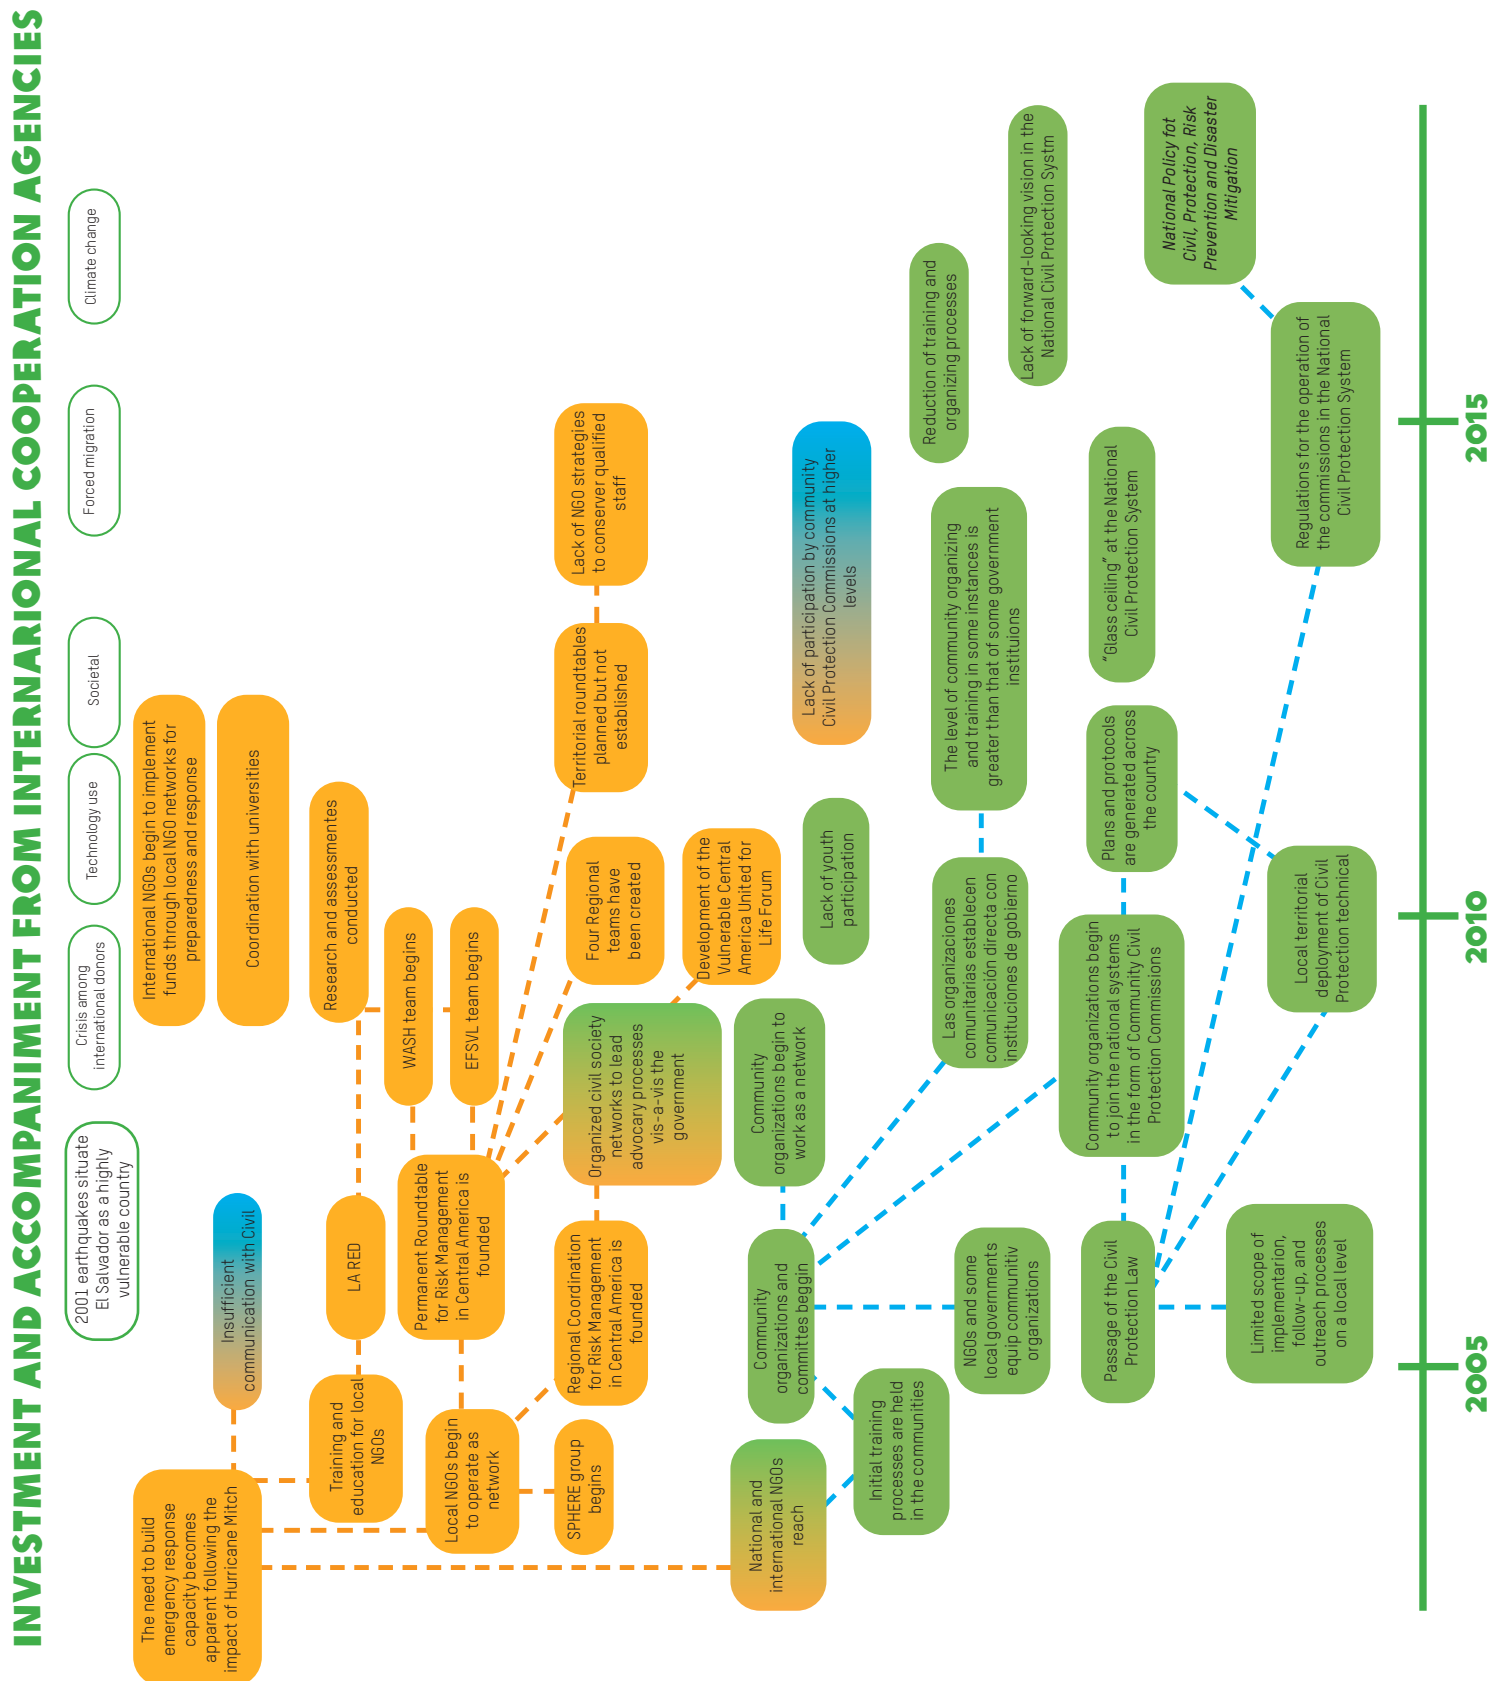 INVESTMENT AND ACCOMPANIMENT FROM INTERNARIONAL COOPERATION AGENCIES
2001 earthquakes situate
El Salvador as a highly
vulnerable country
Crisis among
international donors
Technology use
Societal
Forced migration
Climate change
The need to build
emergency response
capacity becomes
apparent following the
impact of Hurricane Mitch
Insufficient
communication with Civil
International NGOs begin to implement
funds through local NGO networks for
preparedness and response
Coordination with universities
Training and
education for local
NGOs
LA RED
Research and assessmentes
conducted
Local NGOs begin
to operate as
network
Permanent Roundtable
for Risk Management
in Central America is
founded
WASH team begins
EFSVL team begins
SPHERE group
begins
Regional Coordination
for Risk Management
in Central America is
founded
Organized civil society
networks to lead
advocary processes
vis-a-vis the
government
Four Regional
teams have
been created
Territorial roundtables
planned but not
established
Lack of NGO strategies
to conserver qualified
staff
Development of the
Vulnerable Central
America United for
Life Forum
National and
international NGOs
reach
Community
organizations and
committes begin
Community
organizations begin to
work as a network
Lack of youth
participation
Lack of participation by community
Civil Protection Commissions at higher
levels
Initial training
processes are held
in the communities
NGOs and some
local governments
equip communitiv
organizations
Las organizaciones
comunitarias establecen
comunicación directa con
instituciones de gobierno
The level of community organizing
and training in some instances is
greater than that of some government
instituions
Reduction of training and
organizing processes
Lack of forward-looking vision in the
National Civil Protection Systm
Passage of the Civil
Protection Law
Community organizations begin
to join the national systems
in the form of Community Civil
Protection Commissions
Plans and protocols
are generated across
the country
"Glass ceiling" at the National
Civil Protection System
National Policy fot
Civil, Protection, Risk
Prevention and Disaster
Mitigation
Limited scope of
implementarion,
follow-up, and
outreach processes
on a local level
Local territorial
deployment of Civil
Protection technical
Regulations for the operation of
the commissions in the National
Civil Protection System
2005
2010
2015